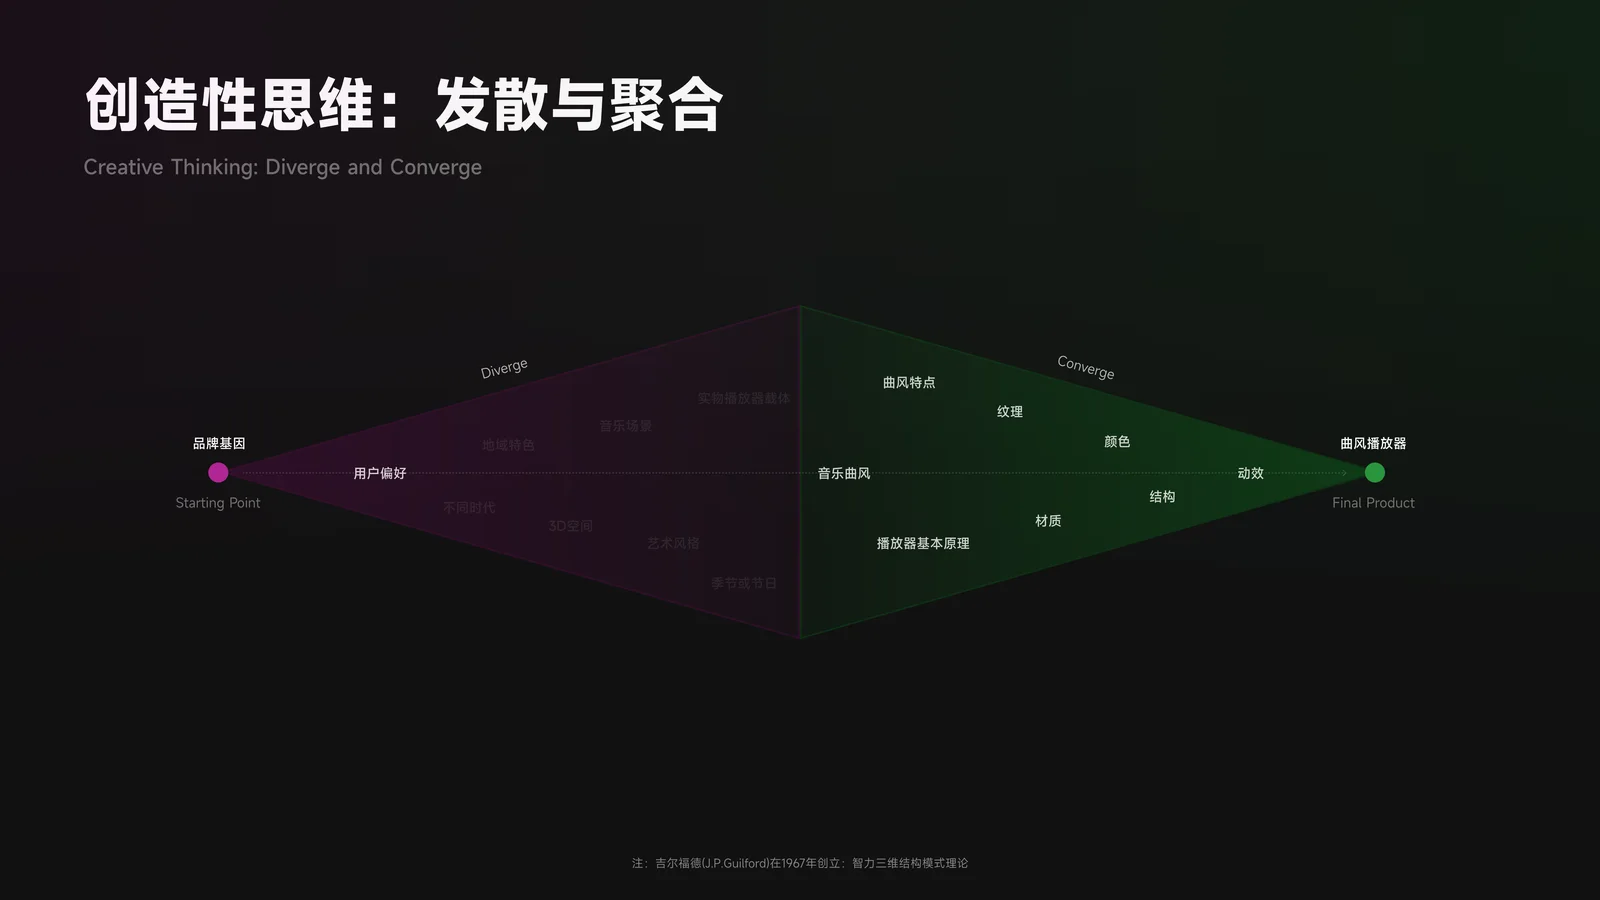 创造性思维：发散与聚合
Creative Thinking: Diverge and Converge
Diverge
Converge
实物播放器载体
曲风特点
纹理
音乐场景
地域特色
颜色
品牌基因
曲风播放器
用户偏好
音乐曲风
动效
Starting Point
Final Product
结构
不同时代
3D空间
材质
艺术风格
播放器基本原理
季节或节日
注：吉尔福德(J.P.Guilford)在1967年创立：智力三维结构模式理论